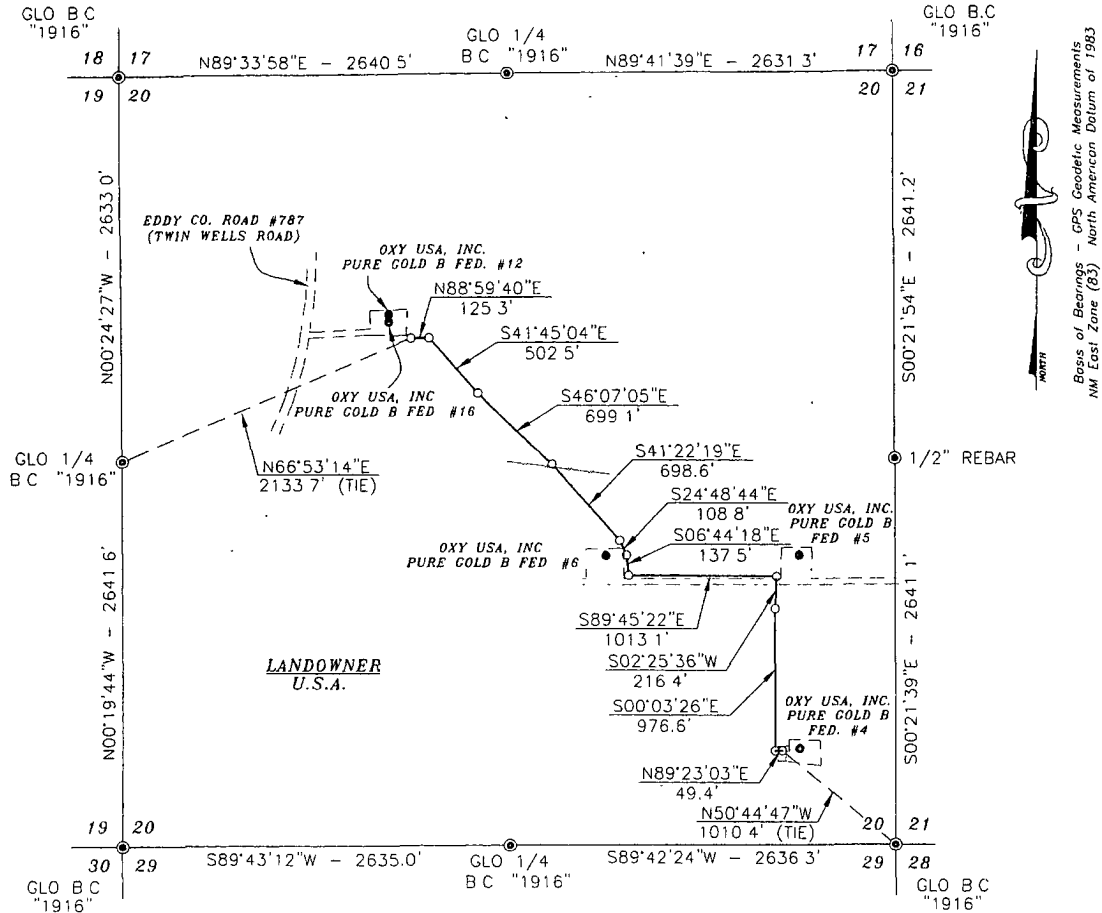 GLO B C
"1916"
GLO 1/4
B C "1916"
GLO B.C
"1916"
18 17
N89°33'58"E - 2640 5'
N89°41'39"E - 2631 3'
17 16
19 20
20 21
N00°24'27"W - 2633 0'
S00°21'54"E - 2641.2'
EDDY CO. ROAD #787
(TWIN WELLS ROAD)
OXY USA, INC.
PURE GOLD B FED. #12
N88°59'40"E
125 3'
S41°45'04"E
502 5'
OXY USA, INC
PURE GOLD B FED #16
S46°07'05"E
699 1'
GLO 1/4
B C "1916"
N66°53'14"E
2133 7' (TIE)
S41°22'19"E
698.6'
1/2" REBAR
S24°48'44"E
108 8'
OXY USA, INC.
PURE GOLD B
FED #5
S06°44'18"E
137 5'
OXY USA, INC
PURE GOLD B FED #6
N00°19'44"W - 2641 6'
S00°21'39"E - 2641 1'
S89°45'22"E
1013 1'
S02°25'36"W
216 4'
LANDOWNER
U.S.A.
S00°03'26"E
976.6'
OXY USA, INC.
PURE GOLD B
FED. #4
N89°23'03"E
49.4'
N50°44'47"W
1010 4' (TIE)
19 20
20 21
30 29
S89°43'12"W - 2635.0'
GLO 1/4
B C "1916"
S89°42'24"W - 2636 3'
29 28
GLO B C
"1916"
GLO B.C
"1916"
NORTH
Basis of Bearings - GPS Geodetic Measurements
NM East Zone (83) North American Datum of 1983